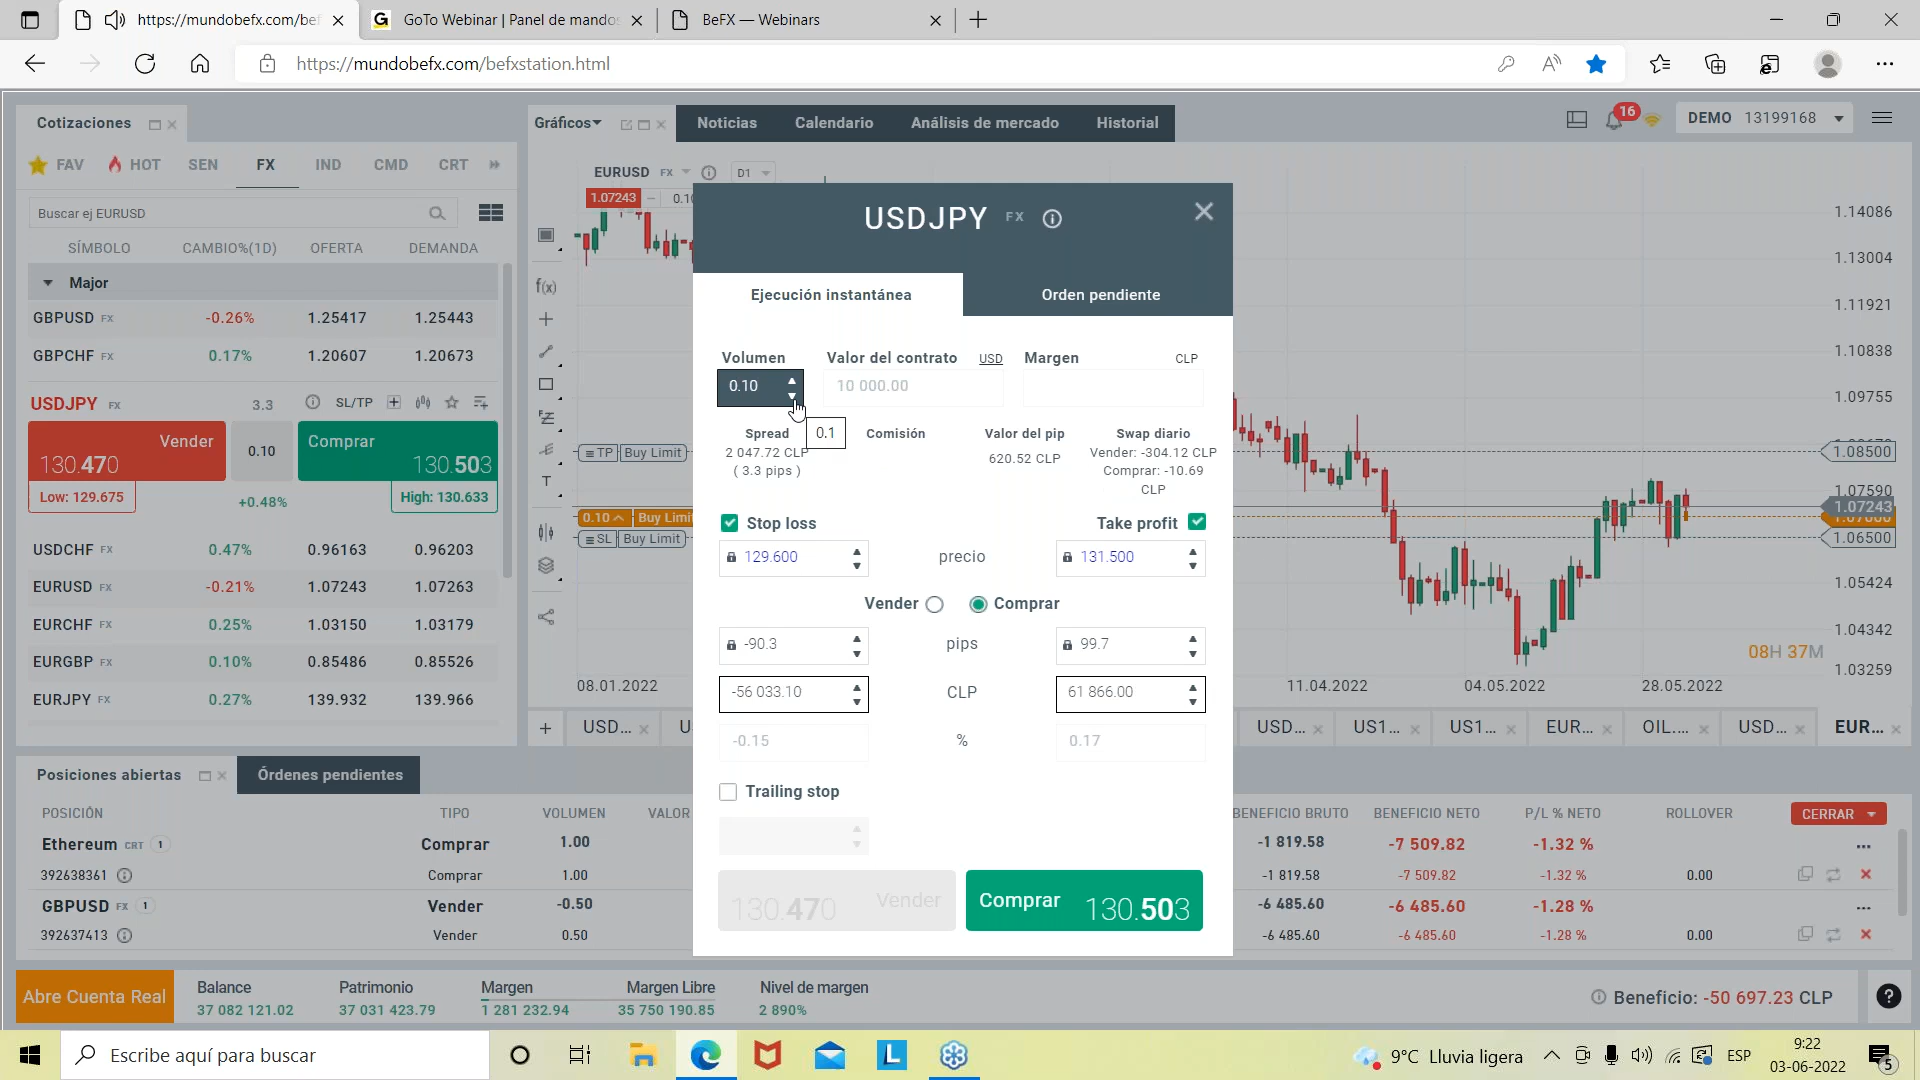 https://mundobefx.com/bef
GoTo Webinar | Panel de mandos
BeFX — Webinars
https://mundobefx.com/befxstation.html
Cotizaciones
Gráficos
Noticias
Calendario
Análisis de mercado
Historial
16
DEMO 13199168
FAV
HOT
SEN
FX
IND
CMD
CRT
EURUSD FX
D1
1.07243
0.10
Buscar ej EURUSD
SÍMBOLO
CAMBIO%(1D)
OFERTA
DEMANDA
Major
GBPUSD FX -0.26% 1.25417 1.25443
GBPCHF FX 0.17% 1.20607 1.20673
USDJPY FX 3.3 SL/TP
Vender
130.470
0.10
Comprar
130.503
Low: 129.675
+0.48%
High: 130.633
USDCHF FX 0.47% 0.96163 0.96203
EURUSD FX -0.21% 1.07243 1.07263
EURCHF FX 0.25% 1.03150 1.03179
EURGBP FX 0.10% 0.85486 0.85526
EURJPY FX 0.27% 139.932 139.966
f(x)
T
TP Buy Limit
0.10 Buy Limi
SL Buy Limit
08.01.2022
USDJPY FX
Ejecución instantánea
Orden pendiente
Volumen
Valor del contrato USD
Margen CLP
0.10
10 000.00
0.1
Spread
Comisión
Valor del pip
Swap diario
2 047.72 CLP
( 3.3 pips )
620.52 CLP
Vender: -304.12 CLP
Comprar: -10.69
CLP
Stop loss
Take profit
129.600
precio
131.500
Vender
Comprar
-90.3
pips
99.7
-56 033.10
CLP
61 866.00
-0.15
%
0.17
Trailing stop
130.470 Vender
Comprar 130.503
1.14086
1.13004
1.11921
1.10838
1.09755
1.08500
1.07590
1.07243
1.06500
1.05424
1.04342
1.03259
08H 37M
11.04.2022
04.05.2022
28.05.2022
USD...
U
USD...
US1...
US1...
EUR...
OIL....
USD...
EUR...
Posiciones abiertas
Órdenes pendientes
POSICIÓN
TIPO
VOLUMEN
VALOR
BENEFICIO BRUTO
BENEFICIO NETO
P/L % NETO
ROLLOVER
CERRAR
Ethereum CRT 1 Comprar 1.00 -1 819.58 -7 509.82 -1.32 %
392638361 Comprar 1.00 -1 819.58 -7 509.82 -1.32 % 0.00
GBPUSD FX 1 Vender -0.50 -6 485.60 -6 485.60 -1.28 %
392637413 Vender 0.50 -6 485.60 -6 485.60 -1.28 % 0.00
Abre Cuenta Real
Balance
37 082 121.02
Patrimonio
37 031 423.79
Margen
1 281 232.94
Margen Libre
35 750 190.85
Nivel de margen
2 890%
Beneficio: -50 697.23 CLP
Escribe aquí para buscar
L
9°C Lluvia ligera
ESP
9:22
03-06-2022
5